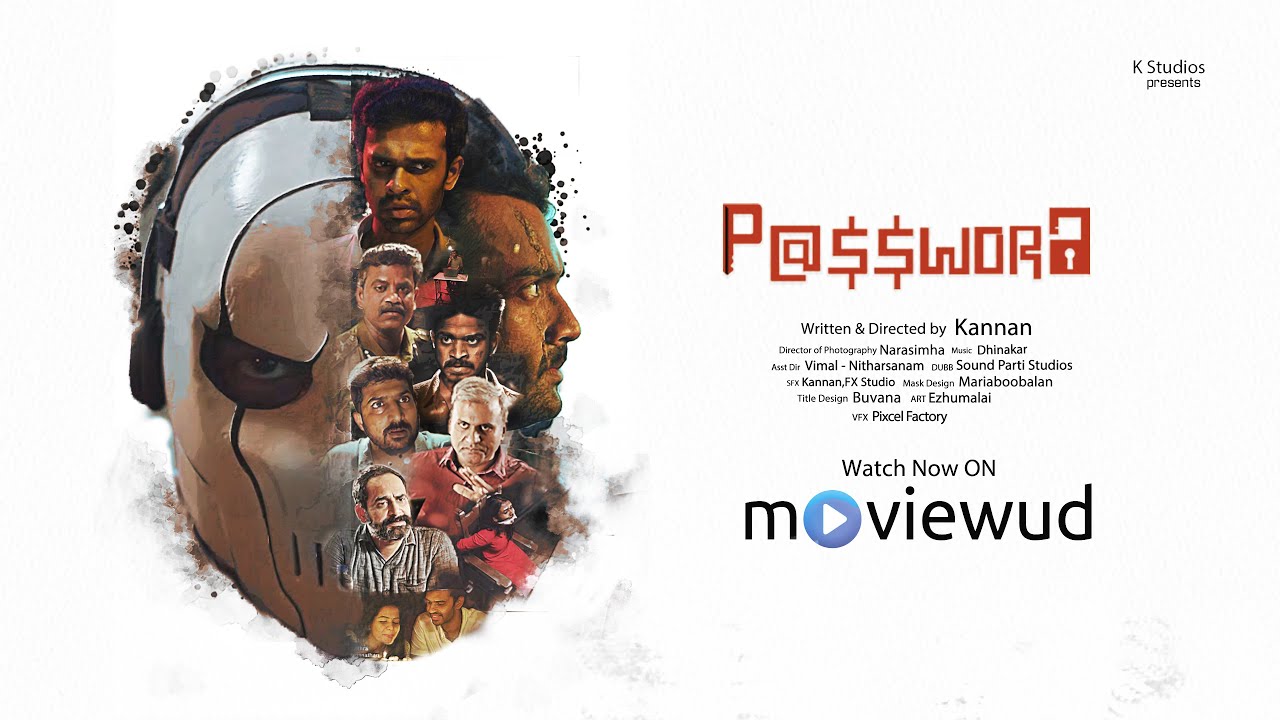 K Studios
presents
P@$$WORD
Written & Directed by Kannan
Director of Photography Narasimha Music Dhinakar
Asst Dir Vimal - Nitharsanam DUBB Sound Parti Studios
SFX Kannan,FX Studio Mask Design Mariaboobalan
Title Design Buvana ART Ezhumalai
VFX Pixcel Factory
Watch Now ON
moviewud